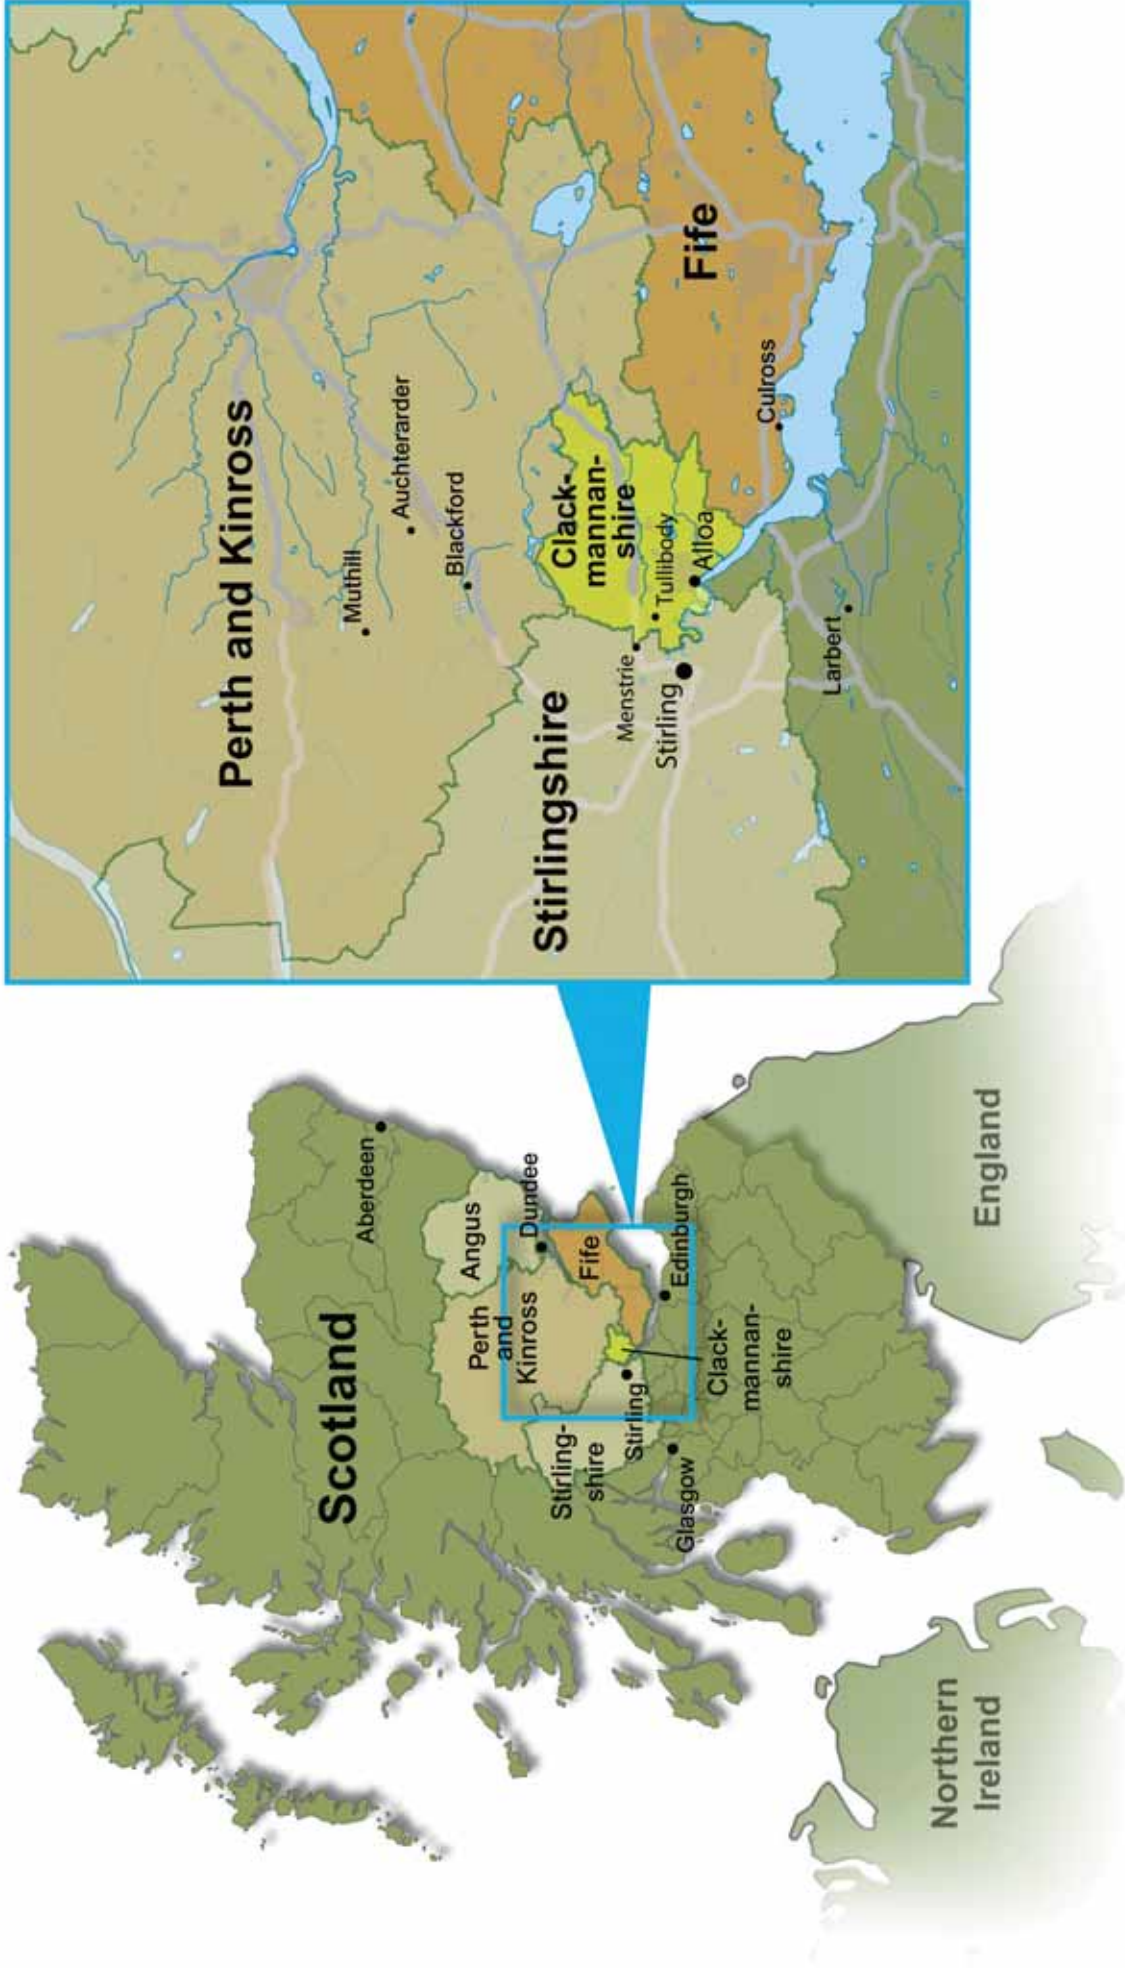 Scotland
Aberdeen
Angus
Perth
and
Kinross
Dundee
Fife
Stirling-
shire
Stirling
Edinburgh
Glasgow
Clack-
mannan-
shire
Northern
Ireland
England
Perth and Kinross
Muthill
Auchterarder
Blackford
Stirlingshire
Clack-
mannan-
shire
Menstrie
Tullibody
Stirling
Alloa
Fife
Culross
Larbert